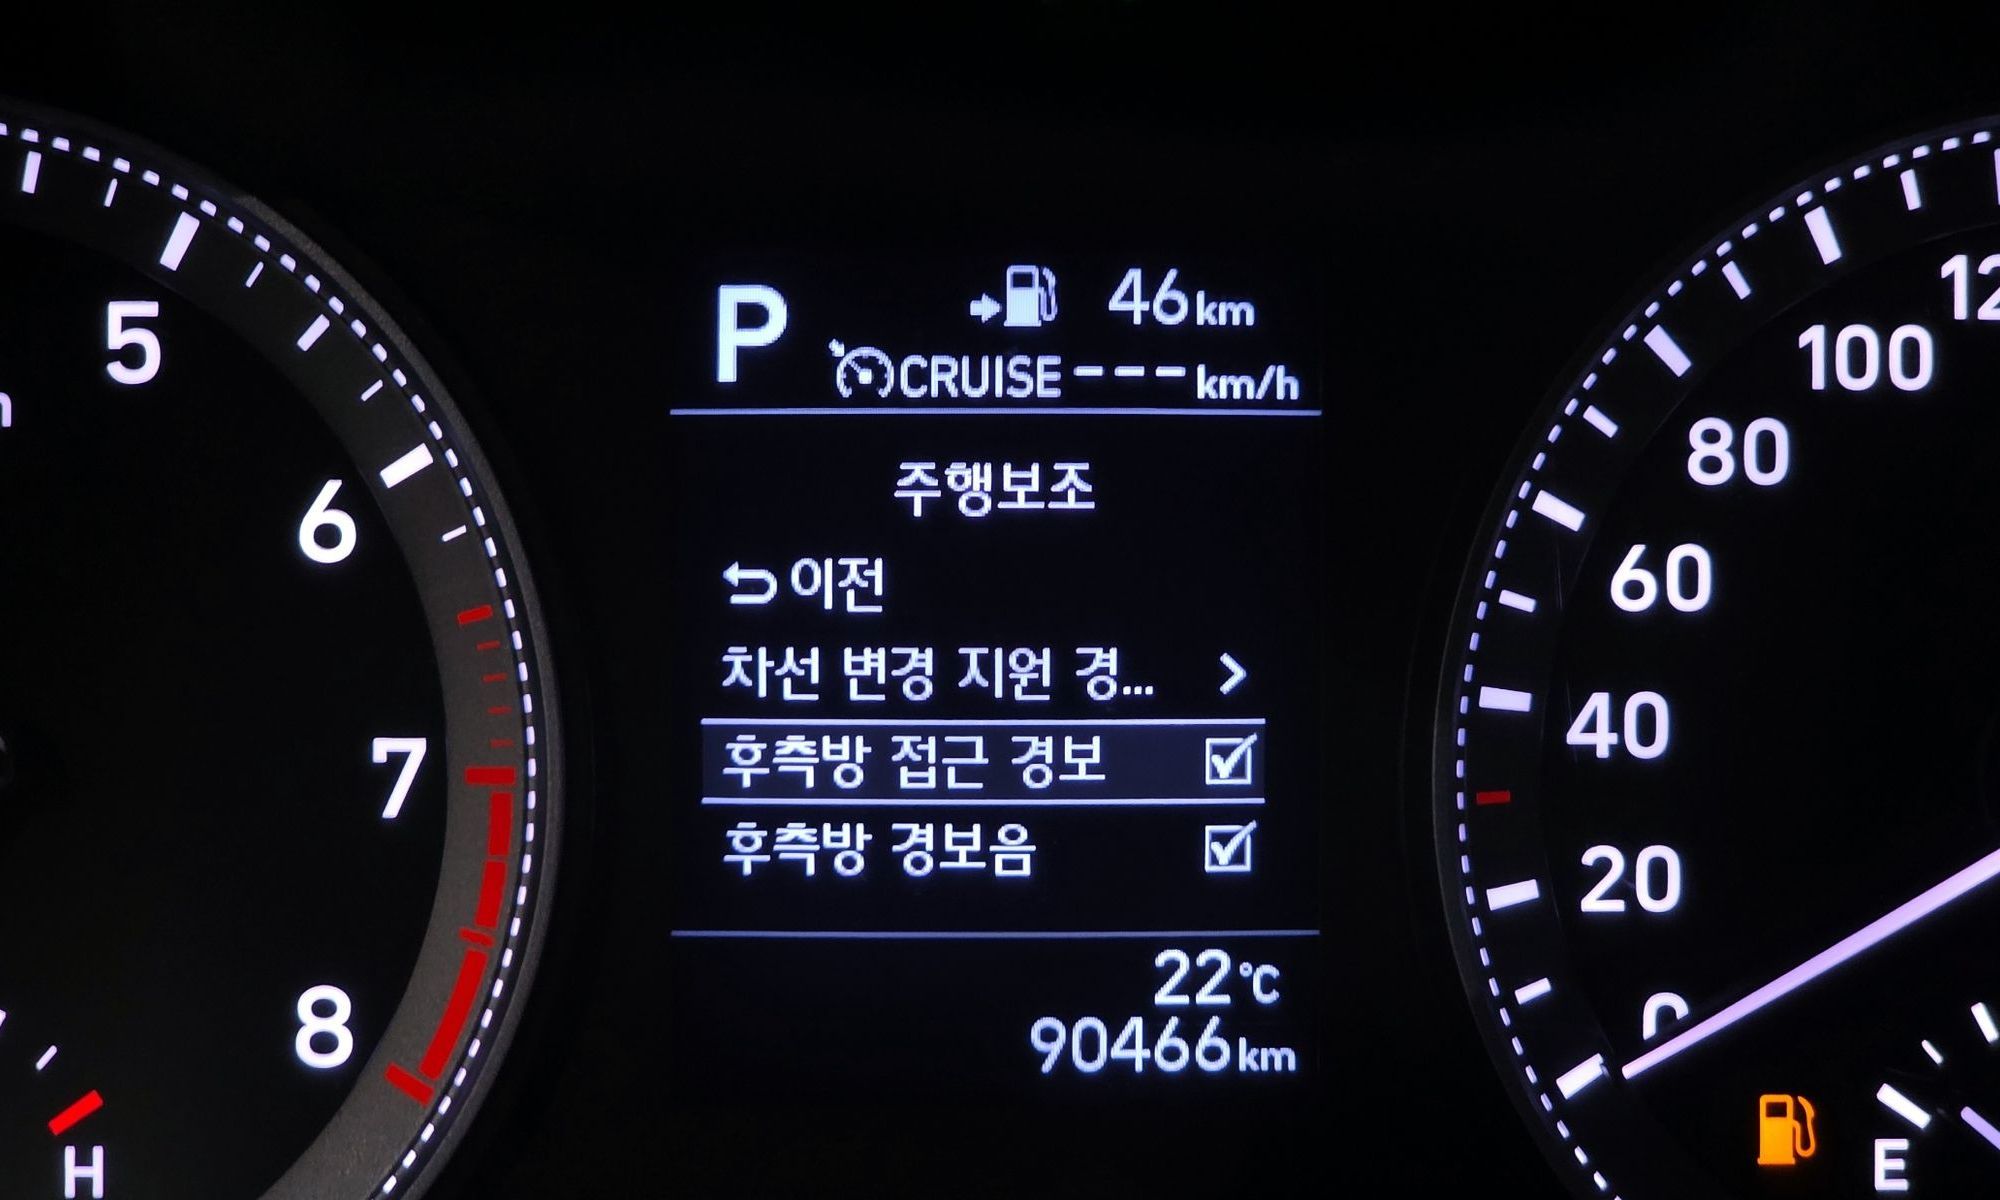 P
46km
CRUISE ---km/h
주행보조
이전
차선 변경 지원 경...
후측방 접근 경보
후측방 경보음
22℃
90466km
5
6
7
8
H
100
80
60
40
20
0
E